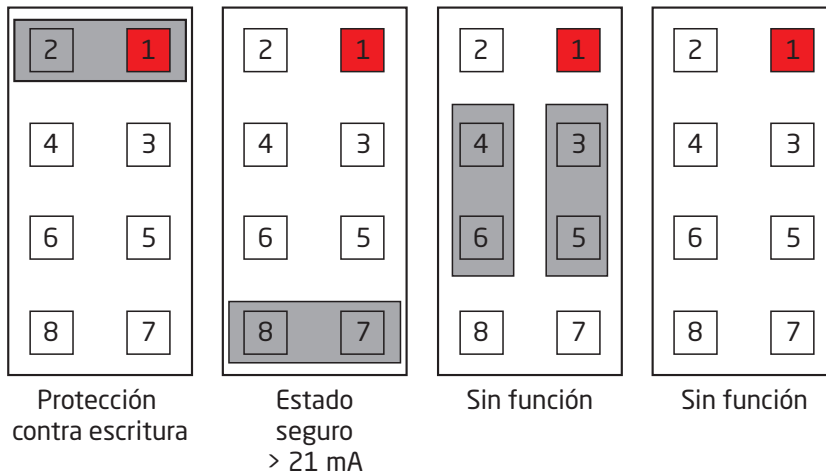 2 1 2 1 2 1 2 1
4 3 4 3 4 3 4 3
6 5 6 5 6 5 6 5
8 7 8 7 8 7 8 7
Protección Estado Sin función Sin función
contra escritura seguro
> 21 mA